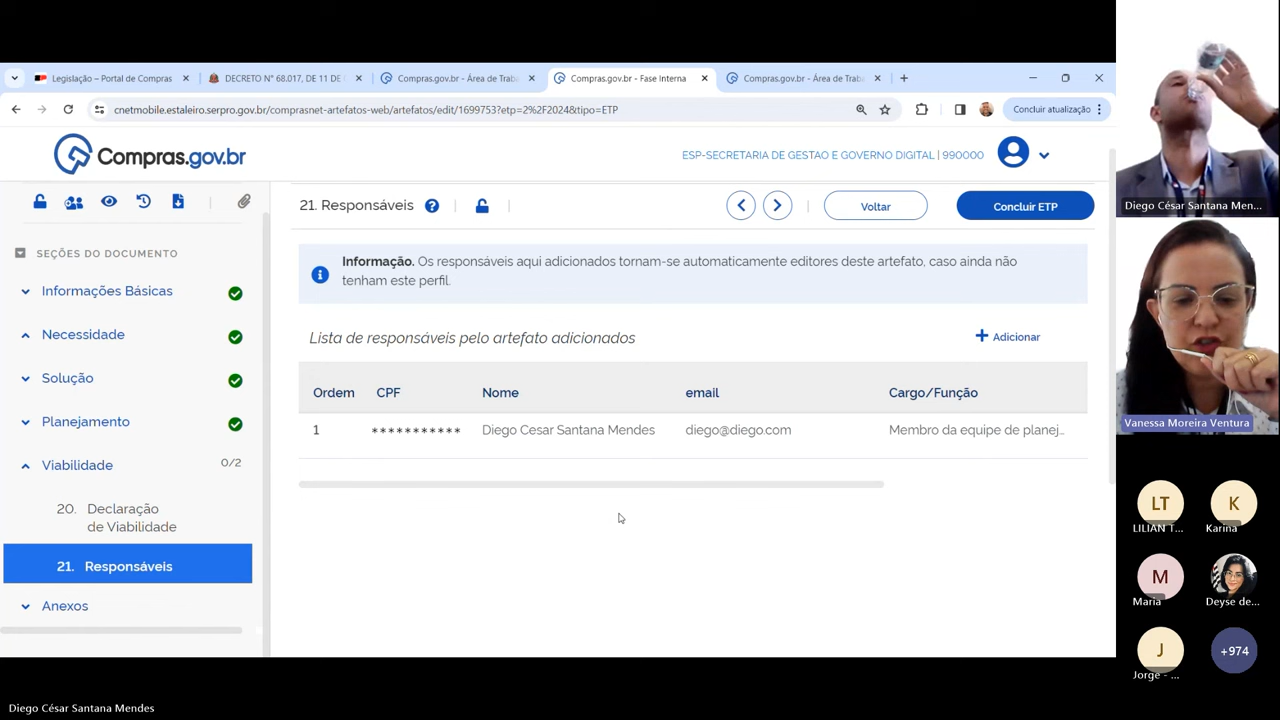 Legislação – Portal de Compras
DECRETO N° 68.017, DE 11 DE
Compras.gov.br - Área de Traba
Compras.gov.br - Fase Interna
Compras.gov.br - Área de Traba
cnetmobile.estaleiro.serpro.gov.br/comprasnet-artefatos-web/artefatos/edit/1699753?etp=2%2F2024&tipo=ETP
Concluir atualização
Compras.gov.br
ESP-SECRETARIA DE GESTAO E GOVERNO DIGITAL | 990000
SEÇÕES DO DOCUMENTO
Informações Básicas
Necessidade
Solução
Planejamento
Viabilidade 0/2
20. Declaração
de Viabilidade
21. Responsáveis
Anexos
21. Responsáveis
Voltar
Concluir ETP
Informação. Os responsáveis aqui adicionados tornam-se automaticamente editores deste artefato, caso ainda não
tenham este perfil.
Lista de responsáveis pelo artefato adicionados
+ Adicionar
Ordem CPF Nome email Cargo/Função
1 *********** Diego Cesar Santana Mendes diego@diego.com Membro da equipe de planej...
Diego César Santana Men...
Vanessa Moreira Ventura
LT
LILIAN T...
K
Karina
M
Maria
Deyse de...
J
Jorge - ...
+974
Diego César Santana Mendes